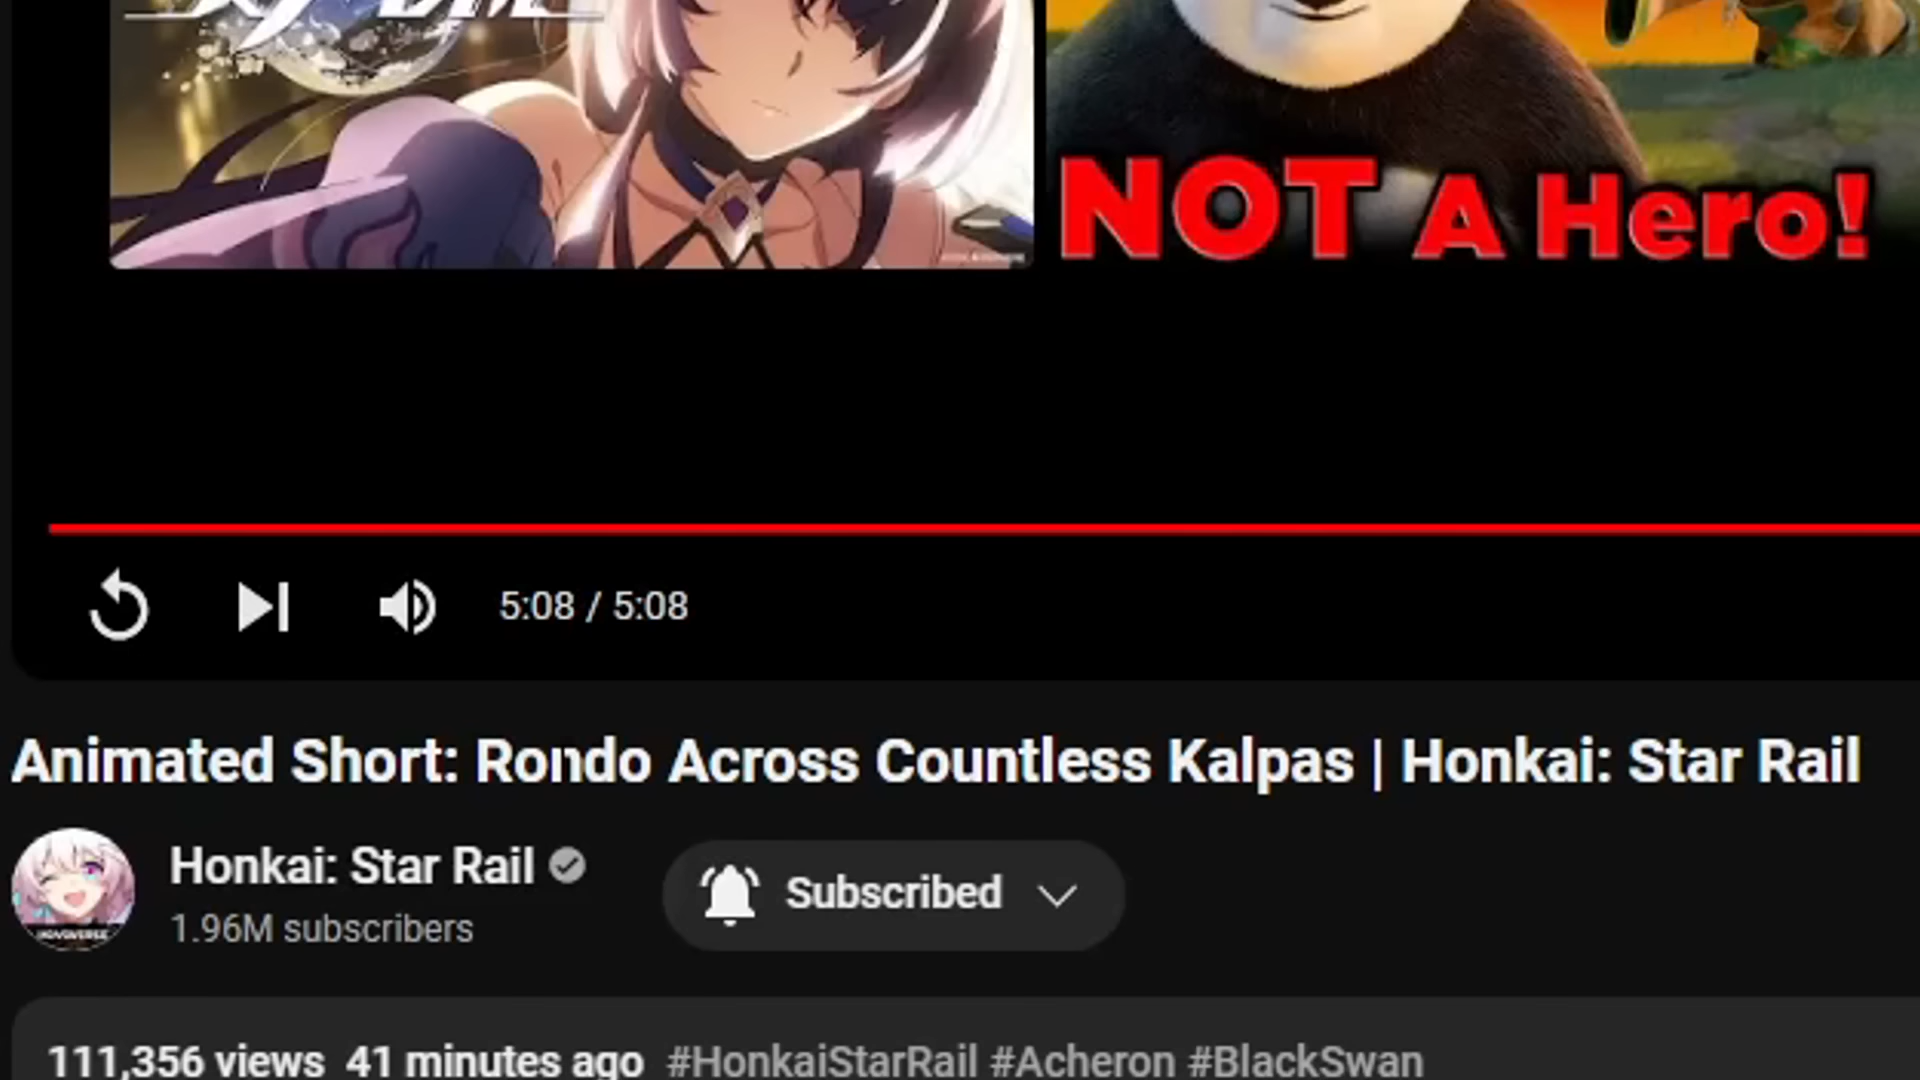 NOT A Hero!
5:08 / 5:08
Animated Short: Rondo Across Countless Kalpas | Honkai: Star Rail
Honkai: Star Rail
1.96M subscribers
HOYOVERSE
Subscribed
111,356 views 41 minutes ago #HonkaiStarRail #Acheron #BlackSwan